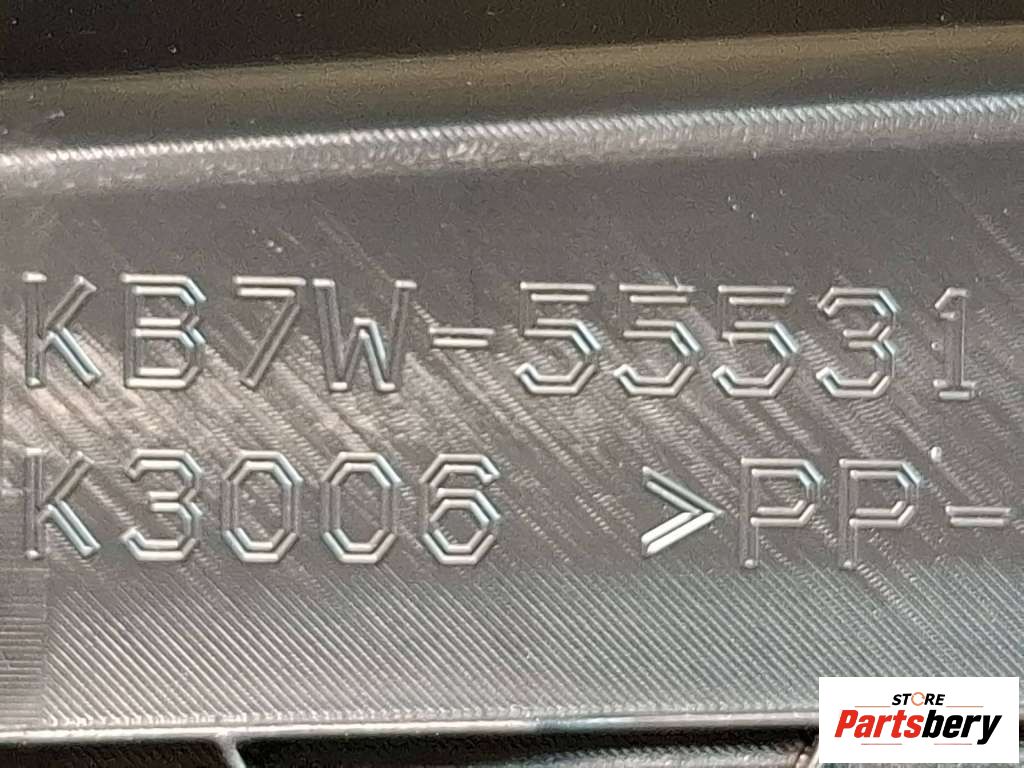 KB7W-55531
K3006 >PP-
STORE
Partsbery